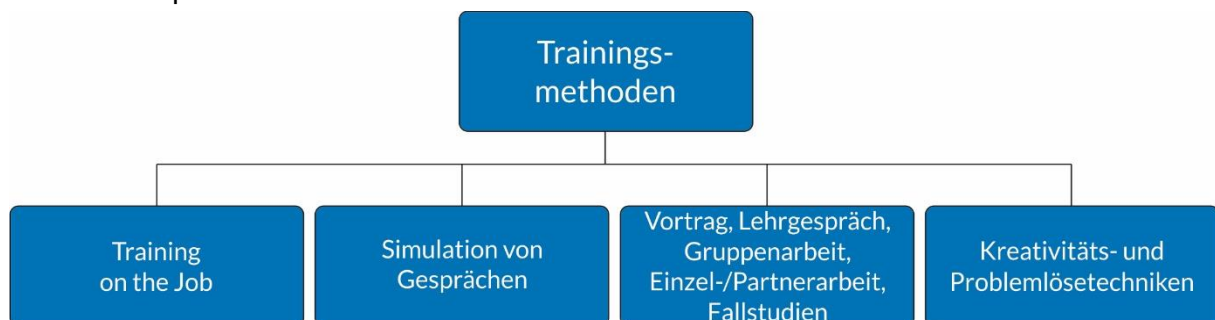 Trainings-
methoden
Training
on the Job
Simulation von
Gesprächen
Vortrag, Lehrgespräch,
Gruppenarbeit,
Einzel-/Partnerarbeit,
Fallstudien
Kreativitäts- und
Problemlösetechniken